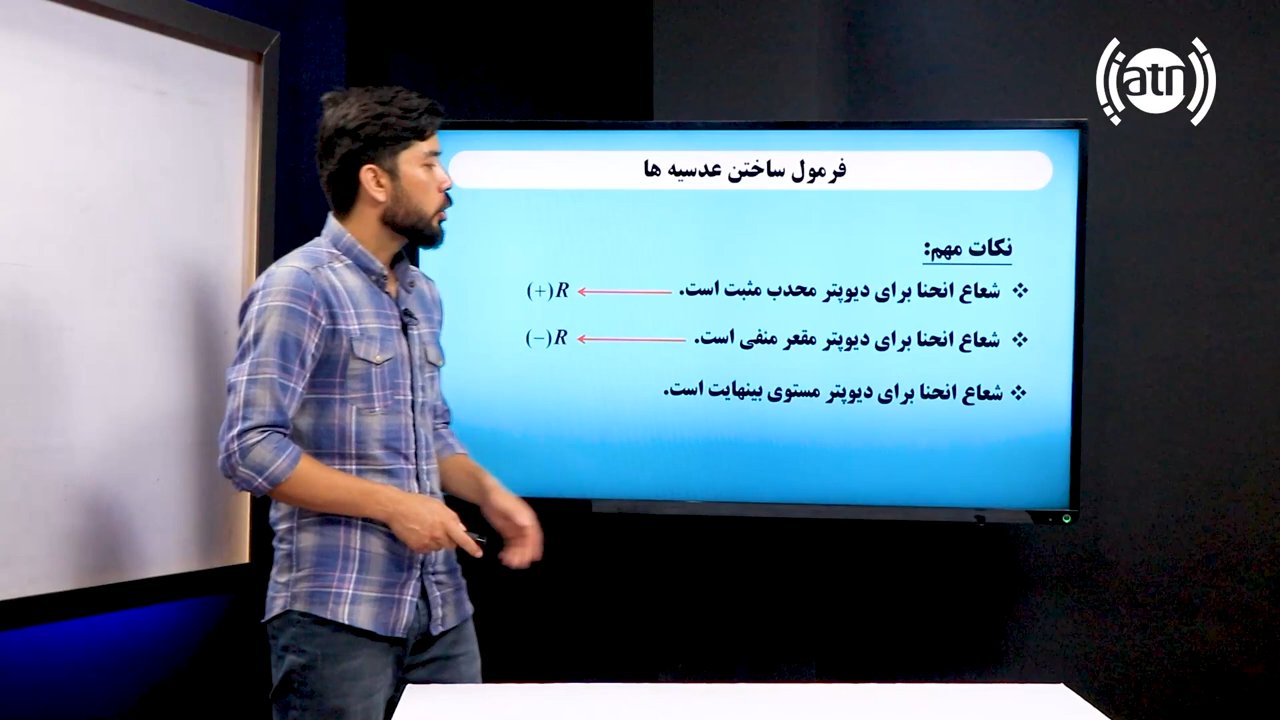 atn
فرمول ساختن عدسیه ها
نکات مهم:
❖ شعاع انحنا برای دیوپتر محدب مثبت است. ← (+)R
❖ شعاع انحنا برای دیوپتر مقعر منفی است. ← (−)R
❖ شعاع انحنا برای دیوپتر مستوی بینهایت است.